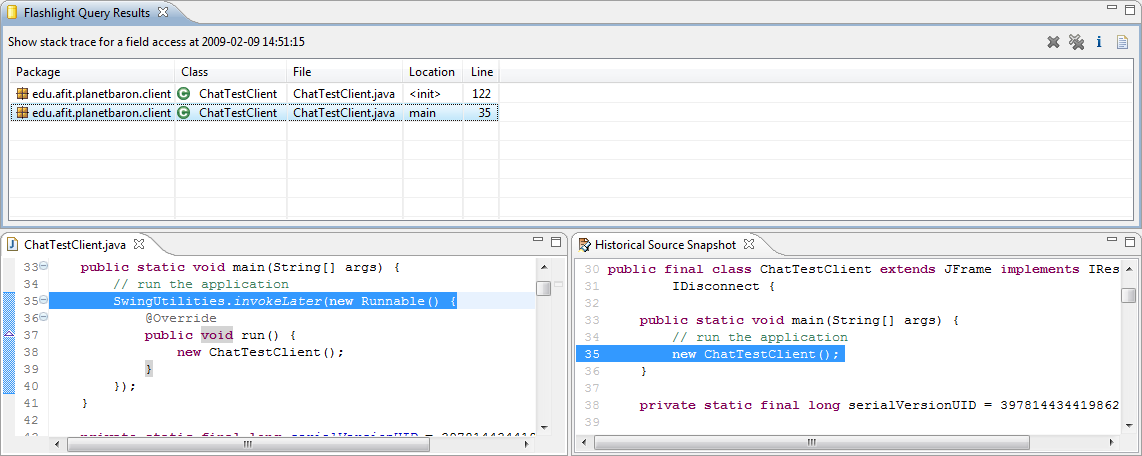 Flashlight Query Results
Show stack trace for a field access at 2009-02-09 14:51:15
Package Class File Location Line
edu.afit.planetbaron.client ChatTestClient ChatTestClient.java <init> 122
edu.afit.planetbaron.client ChatTestClient ChatTestClient.java main 35
ChatTestClient.java
33 public static void main(String[] args) {
34 // run the application
35 SwingUtilities.invokeLater(new Runnable() {
36 @Override
37 public void run() {
38 new ChatTestClient();
39 }
40 });
41 }
42
Historical Source Snapshot
30 public final class ChatTestClient extends JFrame implements IRes
31 IDisconnect {
32
33 public static void main(String[] args) {
34 // run the application
35 new ChatTestClient();
36 }
37
38 private static final long serialVersionUID = 397814434419862
39